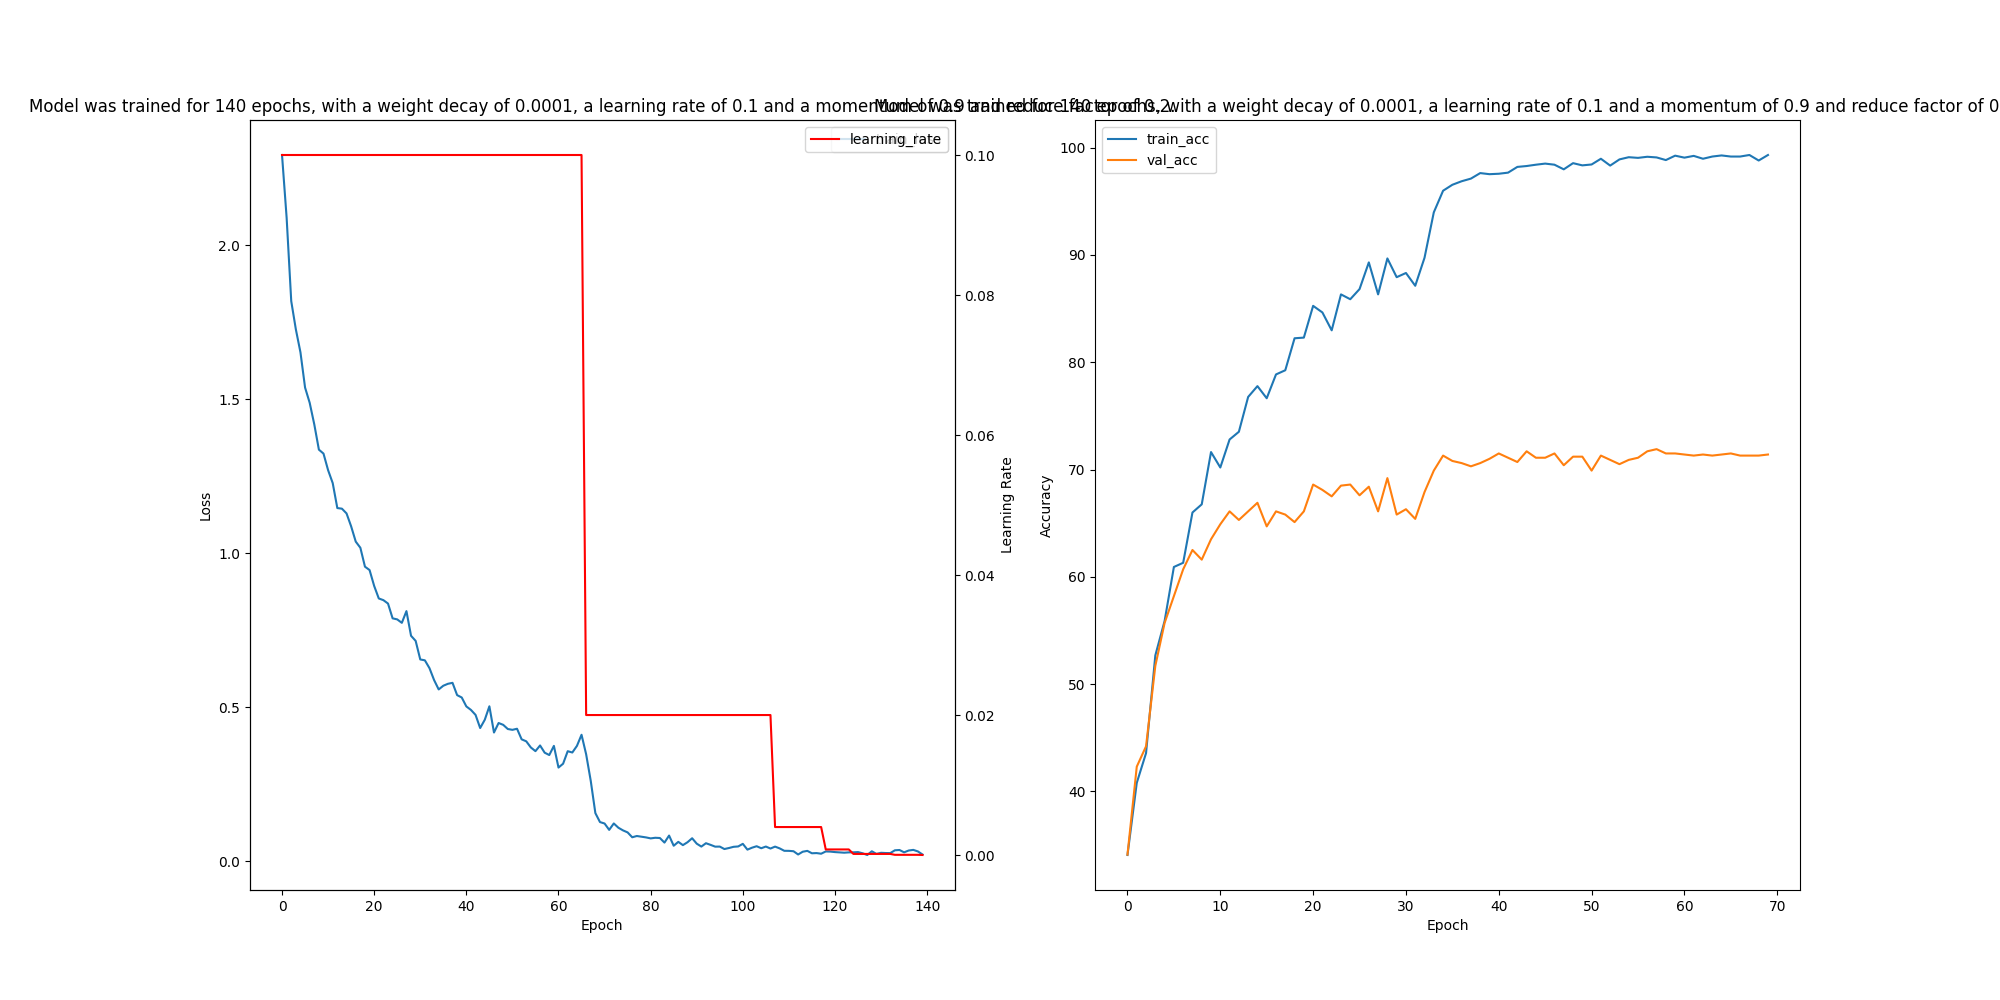 Model was trained for 140 epochs, with a weight decay of 0.0001, a learning rate of 0.1 and a momentum of 0.9 and reduce factor of 0.2.
Model was trained for 140 epochs, with a weight decay of 0.0001, a learning rate of 0.1 and a momentum of 0.9 and reduce factor of 0
learning_rate
2.0
1.5
1.0
0.5
0.0
Loss
0.10
0.08
0.06
0.04
0.02
0.00
Learning Rate
0 20 40 60 80 100 120 140
Epoch
train_acc
val_acc
100
90
80
70
60
50
40
Accuracy
0 10 20 30 40 50 60 70
Epoch